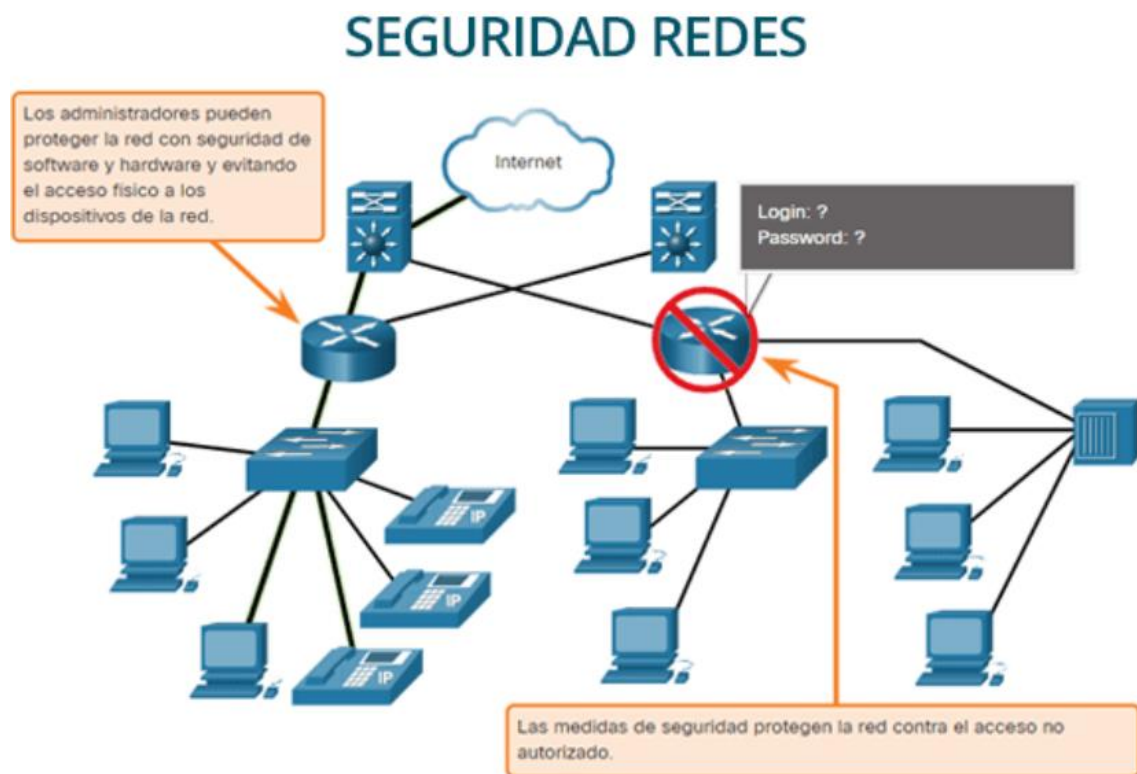 SEGURIDAD REDES
Los administradores pueden
proteger la red con seguridad de
software y hardware y evitando
el acceso físico a los
dispositivos de la red.
Internet
Login: ?
Password: ?
IP
IP
IP
Las medidas de seguridad protegen la red contra el acceso no
autorizado.